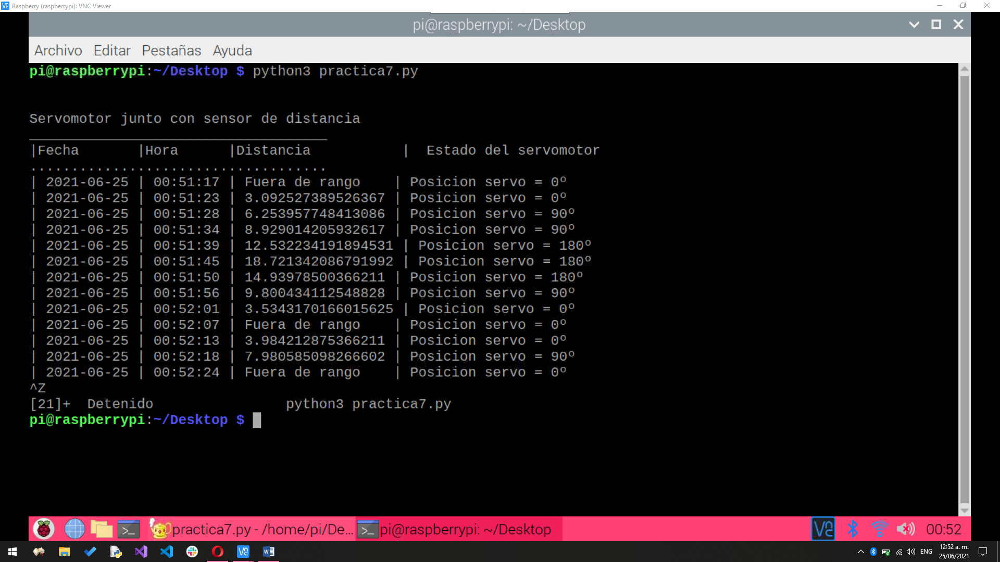 Raspberry (raspberrypi): VNC Viewer
pi@raspberrypi: ~/Desktop
Archivo Editar Pestañas Ayuda
pi@raspberrypi:~/Desktop $ python3 practica7.py
Servomotor junto con sensor de distancia
____________________________________
|Fecha |Hora |Distancia | Estado del servomotor
....................................
| 2021-06-25 | 00:51:17 | Fuera de rango | Posicion servo = 0º
| 2021-06-25 | 00:51:23 | 3.092527389526367 | Posicion servo = 0º
| 2021-06-25 | 00:51:28 | 6.253957748413086 | Posicion servo = 90º
| 2021-06-25 | 00:51:34 | 8.929014205932617 | Posicion servo = 90º
| 2021-06-25 | 00:51:39 | 12.532234191894531 | Posicion servo = 180º
| 2021-06-25 | 00:51:45 | 18.721342086791992 | Posicion servo = 180º
| 2021-06-25 | 00:51:50 | 14.93978500366211 | Posicion servo = 180º
| 2021-06-25 | 00:51:56 | 9.800434112548828 | Posicion servo = 90º
| 2021-06-25 | 00:52:01 | 3.5343170166015625 | Posicion servo = 0º
| 2021-06-25 | 00:52:07 | Fuera de rango | Posicion servo = 0º
| 2021-06-25 | 00:52:13 | 3.984212875366211 | Posicion servo = 0º
| 2021-06-25 | 00:52:18 | 7.980585098266602 | Posicion servo = 90º
| 2021-06-25 | 00:52:24 | Fuera de rango | Posicion servo = 0º
^Z
[21]+ Detenido python3 practica7.py
pi@raspberrypi:~/Desktop $
practica7.py - /home/pi/De... pi@raspberrypi: ~/Desktop 00:52
ENG 12:52 a. m.
25/06/2021